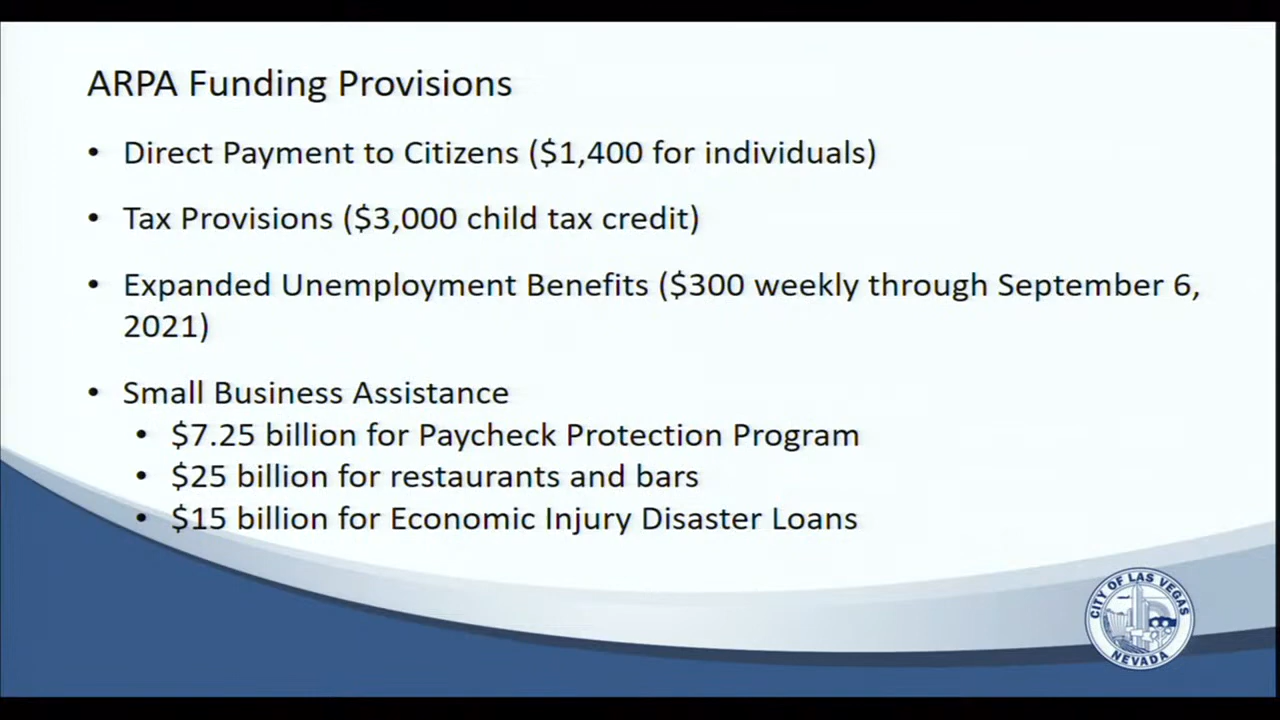 ARPA Funding Provisions
• Direct Payment to Citizens ($1,400 for individuals)
• Tax Provisions ($3,000 child tax credit)
• Expanded Unemployment Benefits ($300 weekly through September 6,
2021)
• Small Business Assistance
• $7.25 billion for Paycheck Protection Program
• $25 billion for restaurants and bars
• $15 billion for Economic Injury Disaster Loans
CITY OF LAS VEGAS
NEVADA